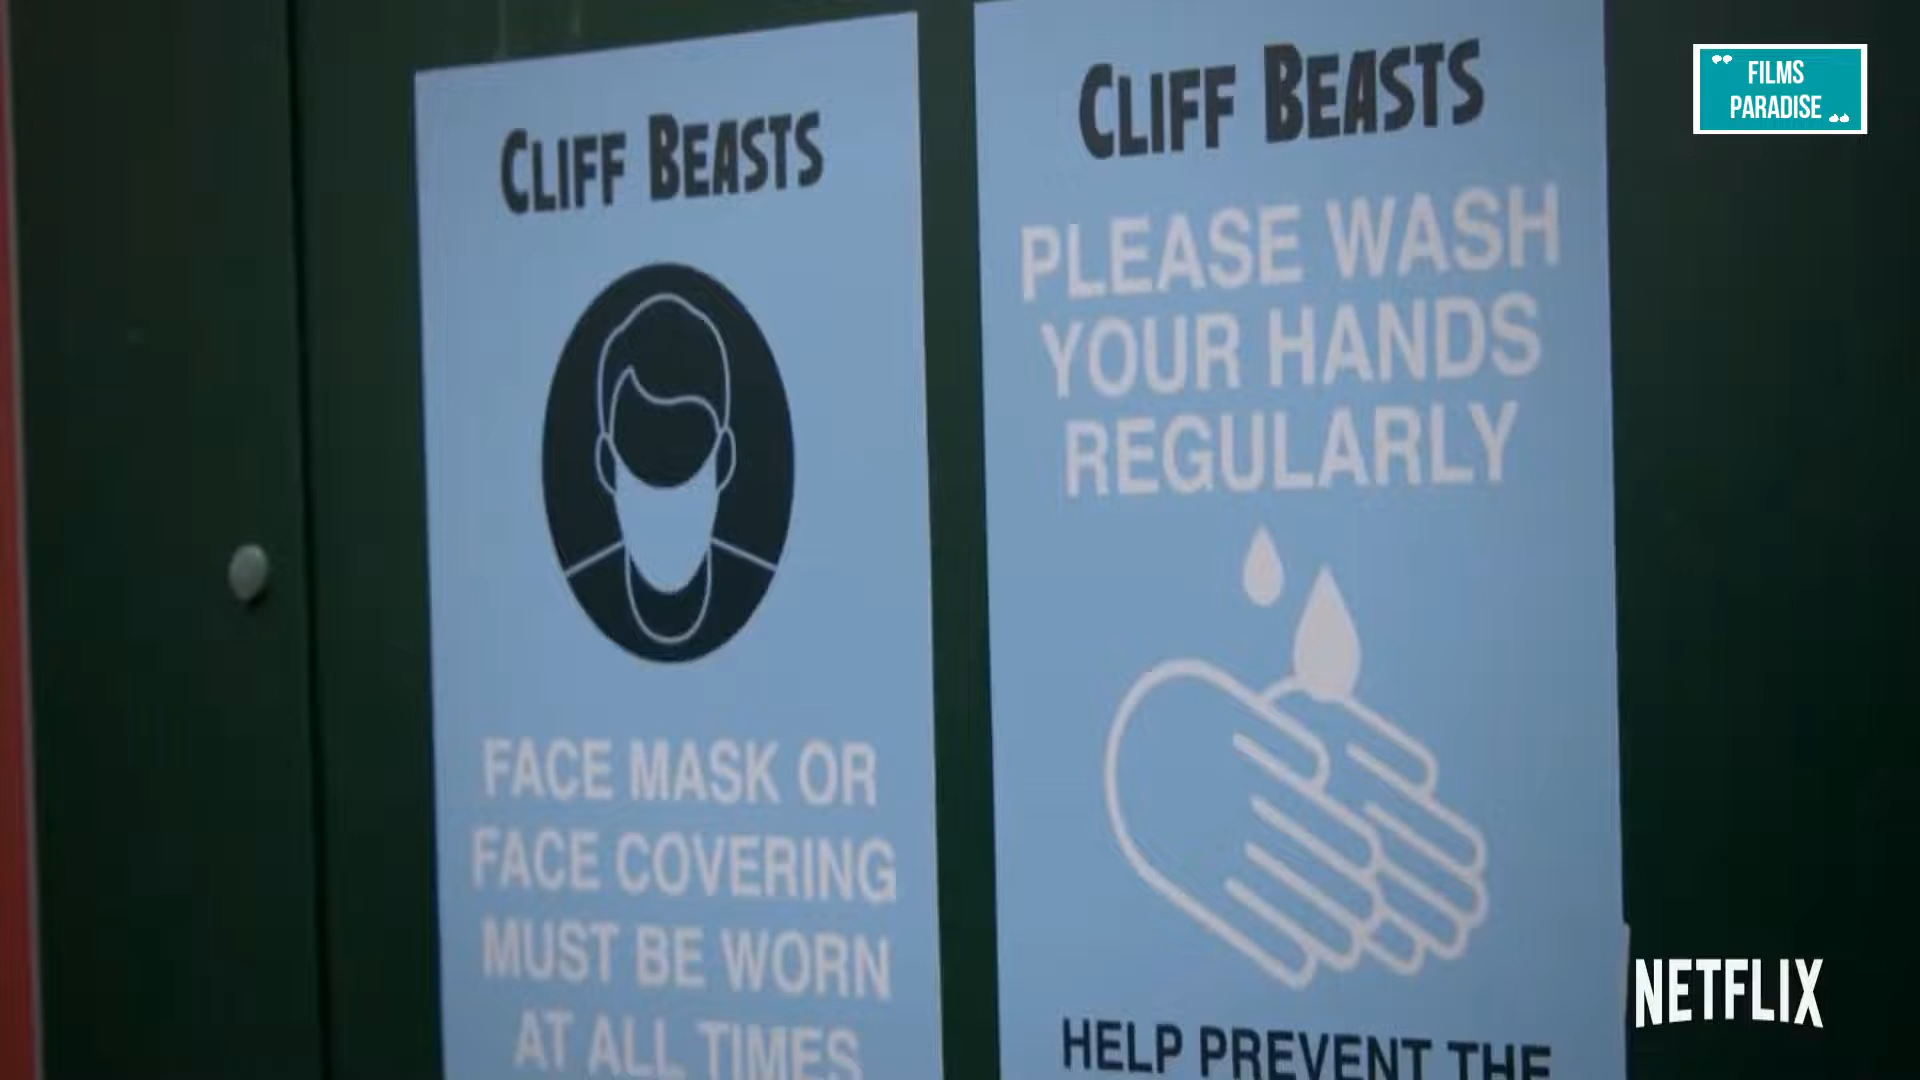 CLIFF BEASTS
FACE MASK OR
FACE COVERING
MUST BE WORN
AT ALL TIMES
CLIFF BEASTS
PLEASE WASH
YOUR HANDS
REGULARLY
HELP PREVENT THE
FILMS
PARADISE
NETFLIX